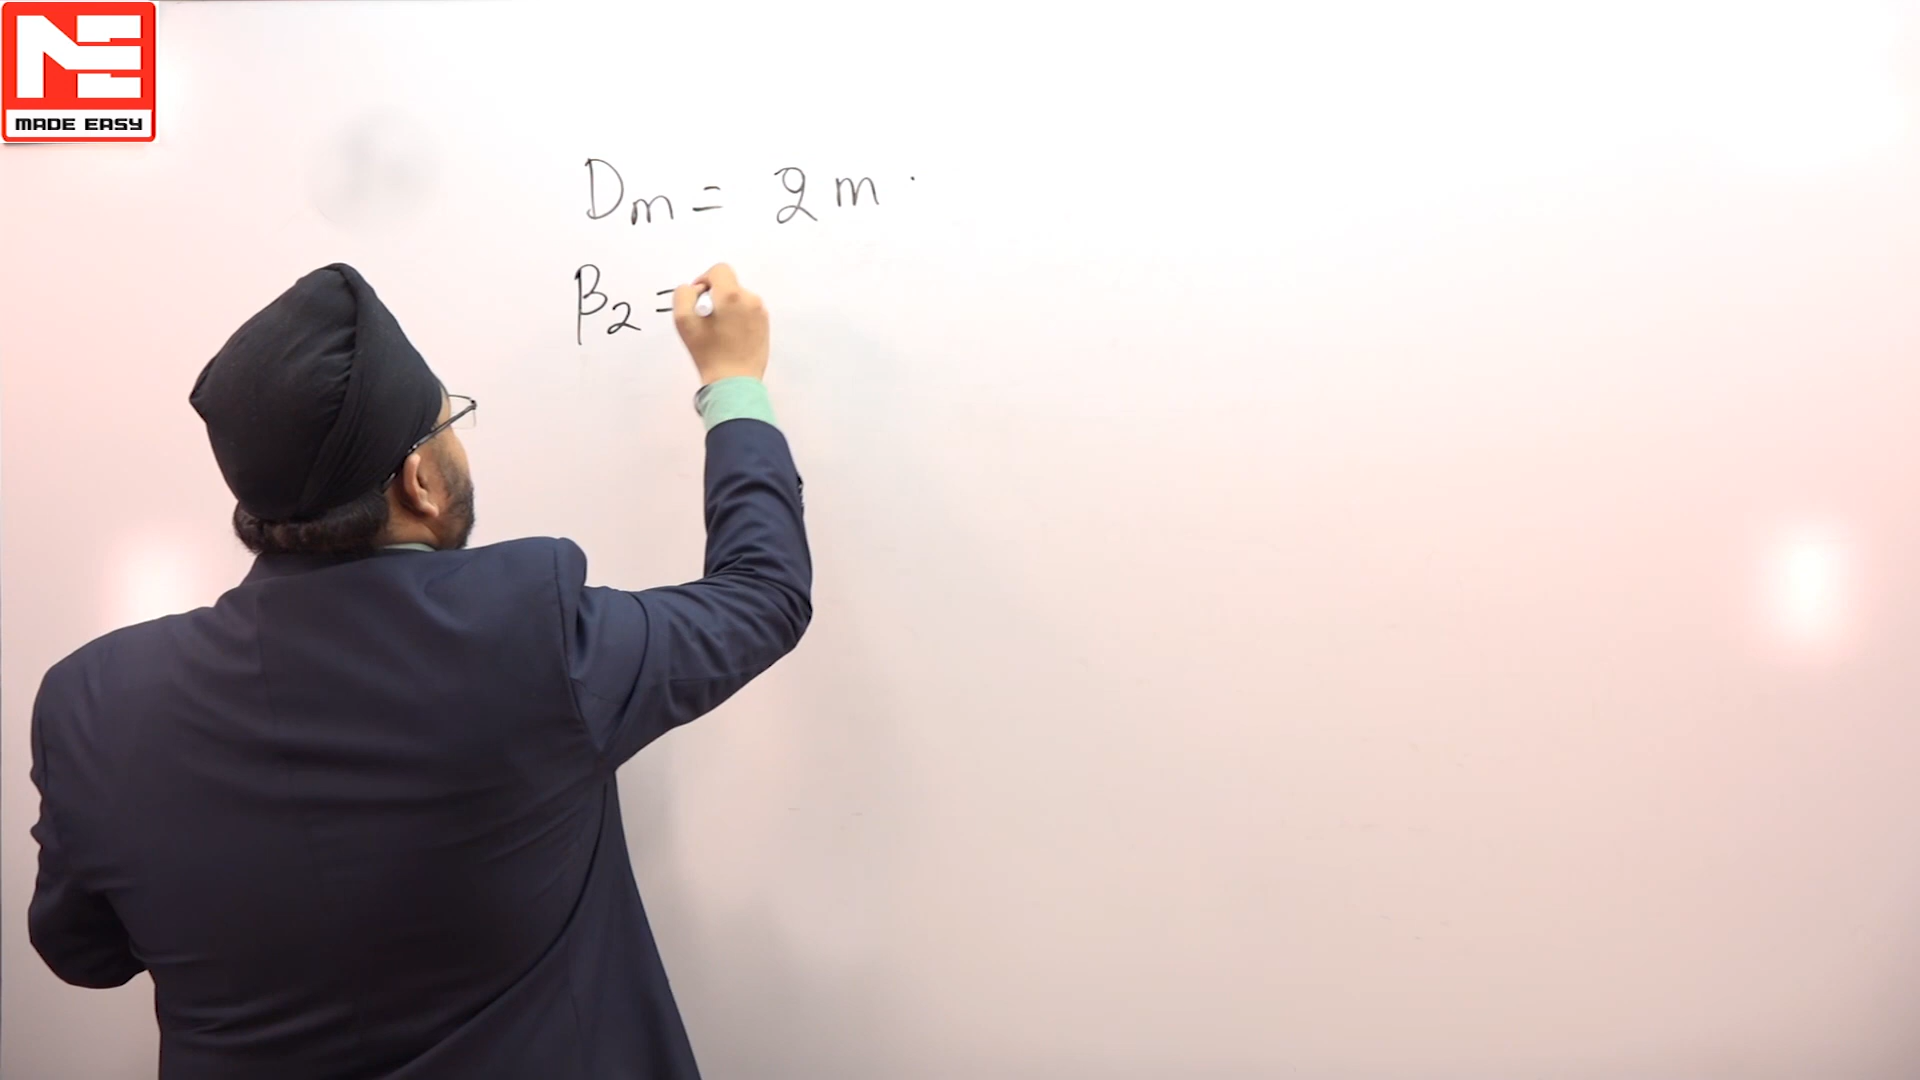 MADE EASY
Dm = 2 m
β2 =